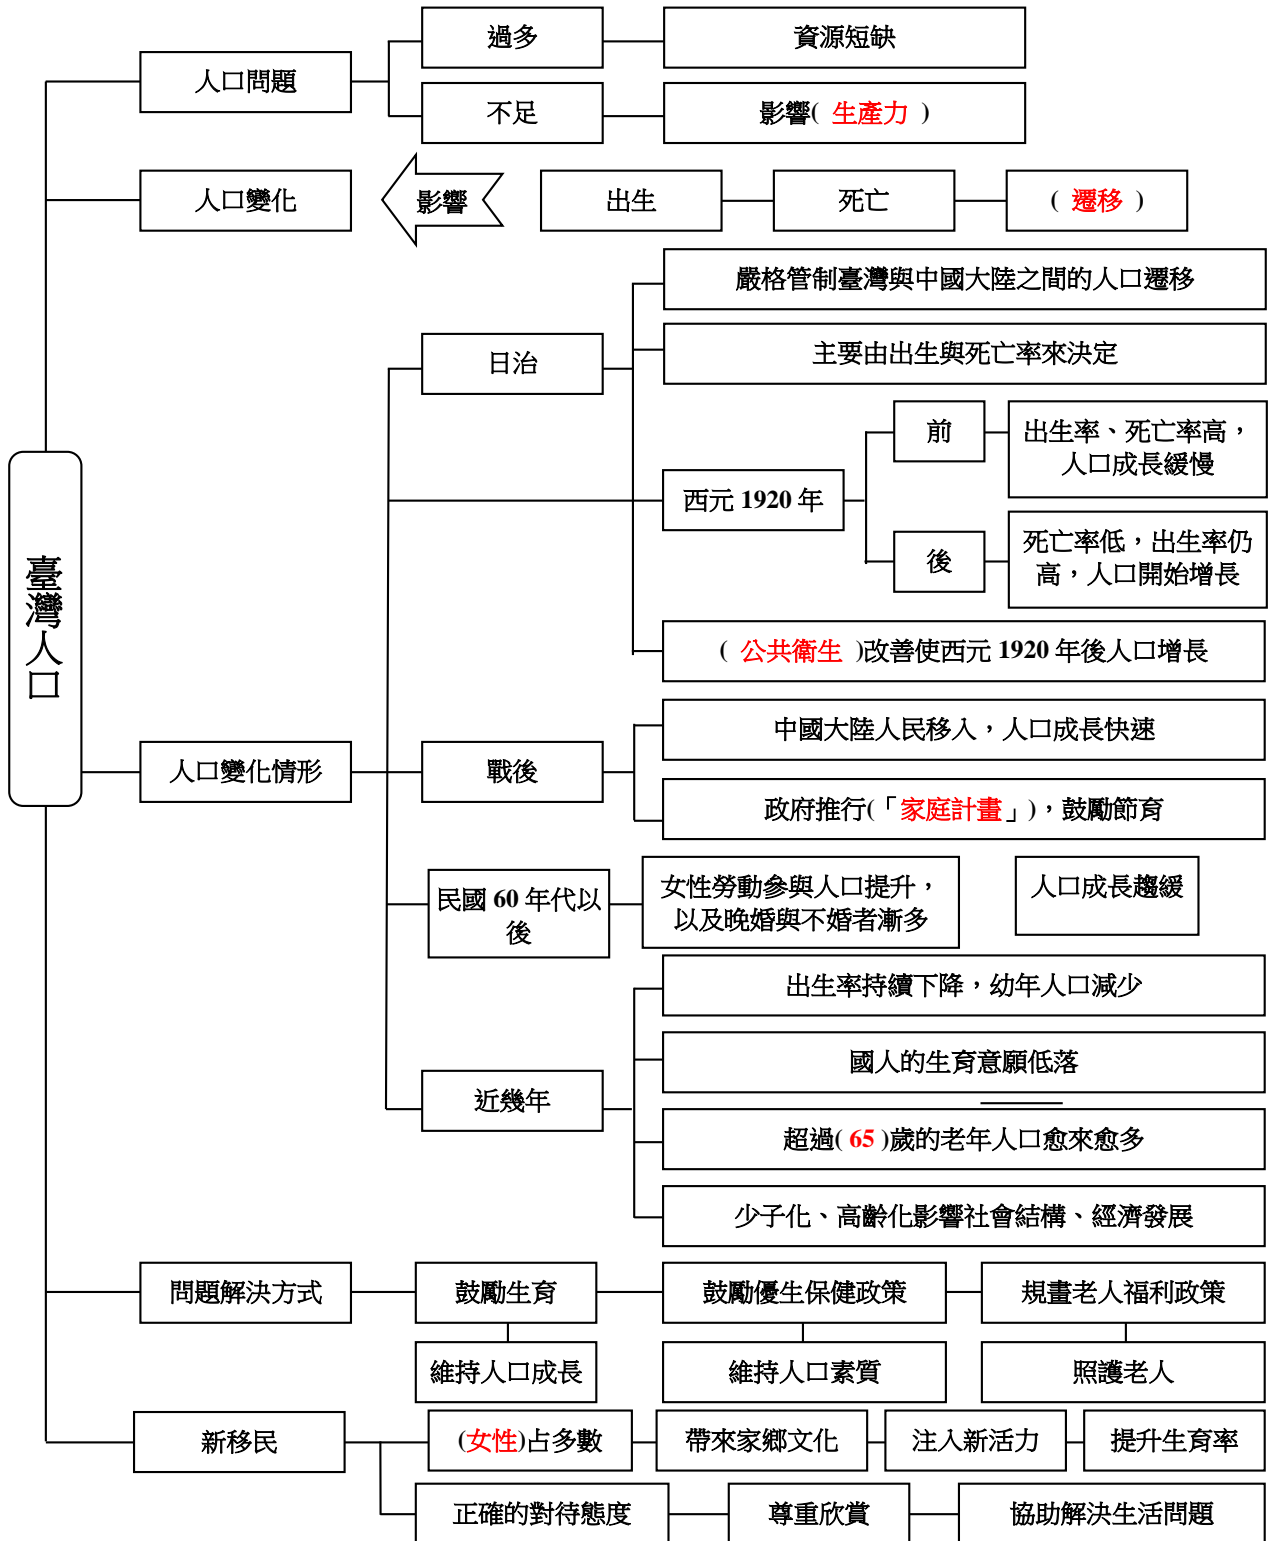 臺灣人口
人口問題
過多
資源短缺
不足
影響( 生產力 )
人口變化
影響
出生
死亡
( 遷移 )
人口變化情形
日治
嚴格管制臺灣與中國大陸之間的人口遷移
主要由出生與死亡率來決定
西元 1920 年
前
出生率、死亡率高，
人口成長緩慢
後
死亡率低，出生率仍
高，人口開始增長
( 公共衛生 )改善使西元 1920 年後人口增長
戰後
中國大陸人民移入，人口成長快速
政府推行(「家庭計畫」)，鼓勵節育
民國 60 年代以
後
女性勞動參與人口提升，
以及晚婚與不婚者漸多
人口成長趨緩
近幾年
出生率持續下降，幼年人口減少
國人的生育意願低落
超過( 65 )歲的老年人口愈來愈多
少子化、高齡化影響社會結構、經濟發展
問題解決方式
鼓勵生育
鼓勵優生保健政策
規畫老人福利政策
維持人口成長
維持人口素質
照護老人
新移民
(女性)占多數
帶來家鄉文化
注入新活力
提升生育率
正確的對待態度
尊重欣賞
協助解決生活問題